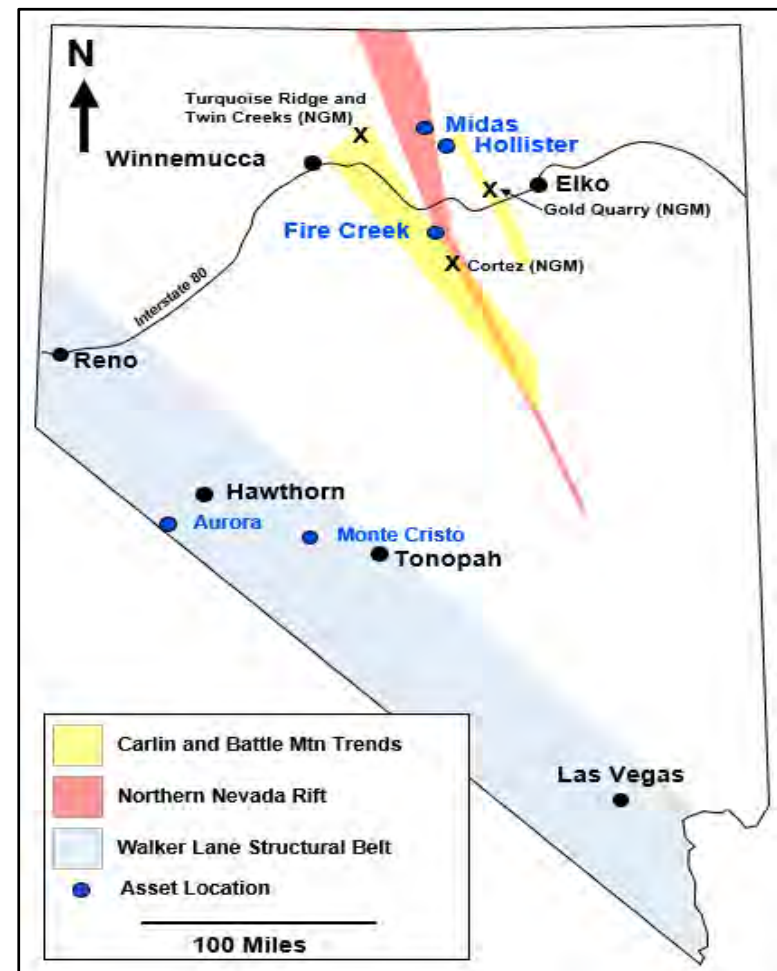 N
Turquoise Ridge and
Twin Creeks (NGM)
Midas
Hollister
Winnemucca
Elko
Gold Quarry (NGM)
Fire Creek
X
X
X
Cortez (NGM)
Interstate 80
Reno
Hawthorn
Aurora
Monte Cristo
Tonopah
Las Vegas
Carlin and Battle Mtn Trends
Northern Nevada Rift
Walker Lane Structural Belt
Asset Location
100 Miles